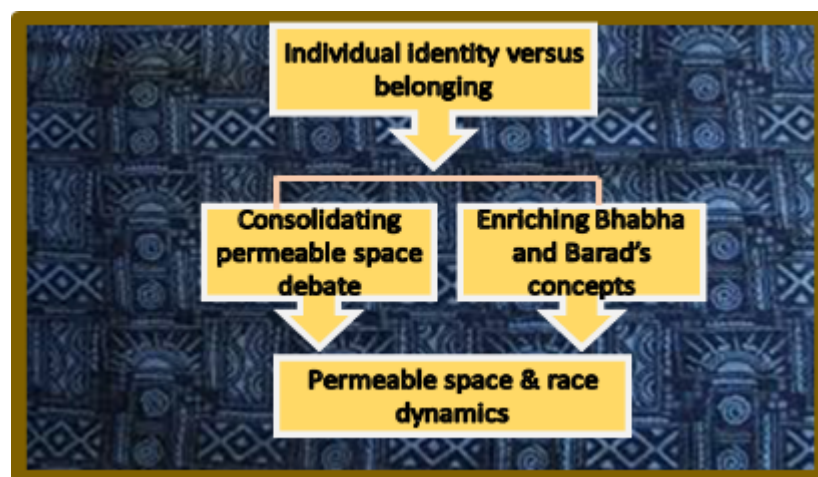 Individual identity versus
belonging
Consolidating
permeable space
debate
Enriching Bhabha
and Barad's
concepts
Permeable space & race
dynamics